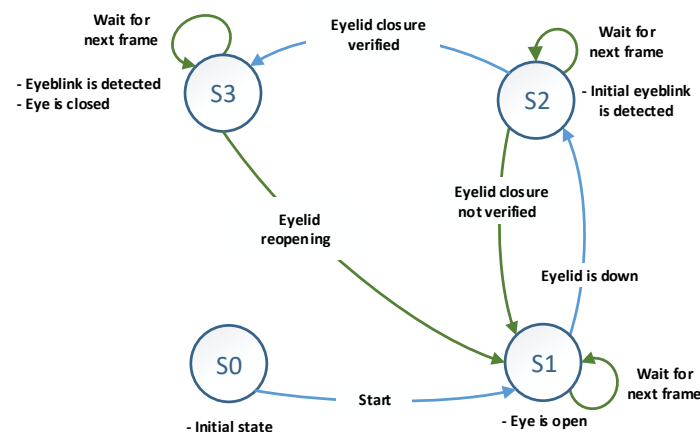 Wait for
next frame
Eyelid closure
verified
Wait for
next frame
- Eyeblink is detected
- Eye is closed
S3
S2
- Initial eyeblink
is detected
Eyelid closure
not verified
Eyelid
reopening
Eyelid is down
S0
S1
Wait for
next frame
Start
- Initial state
- Eye is open